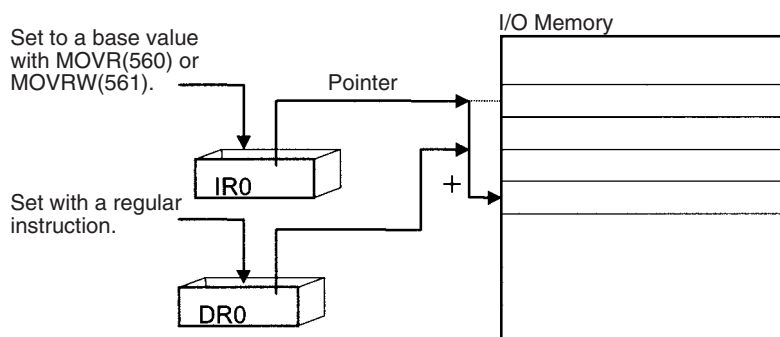 I/O Memory
Set to a base value
with MOVR(560) or
MOVRW(561).
Pointer
IR0
Set with a regular
instruction.
+
DR0